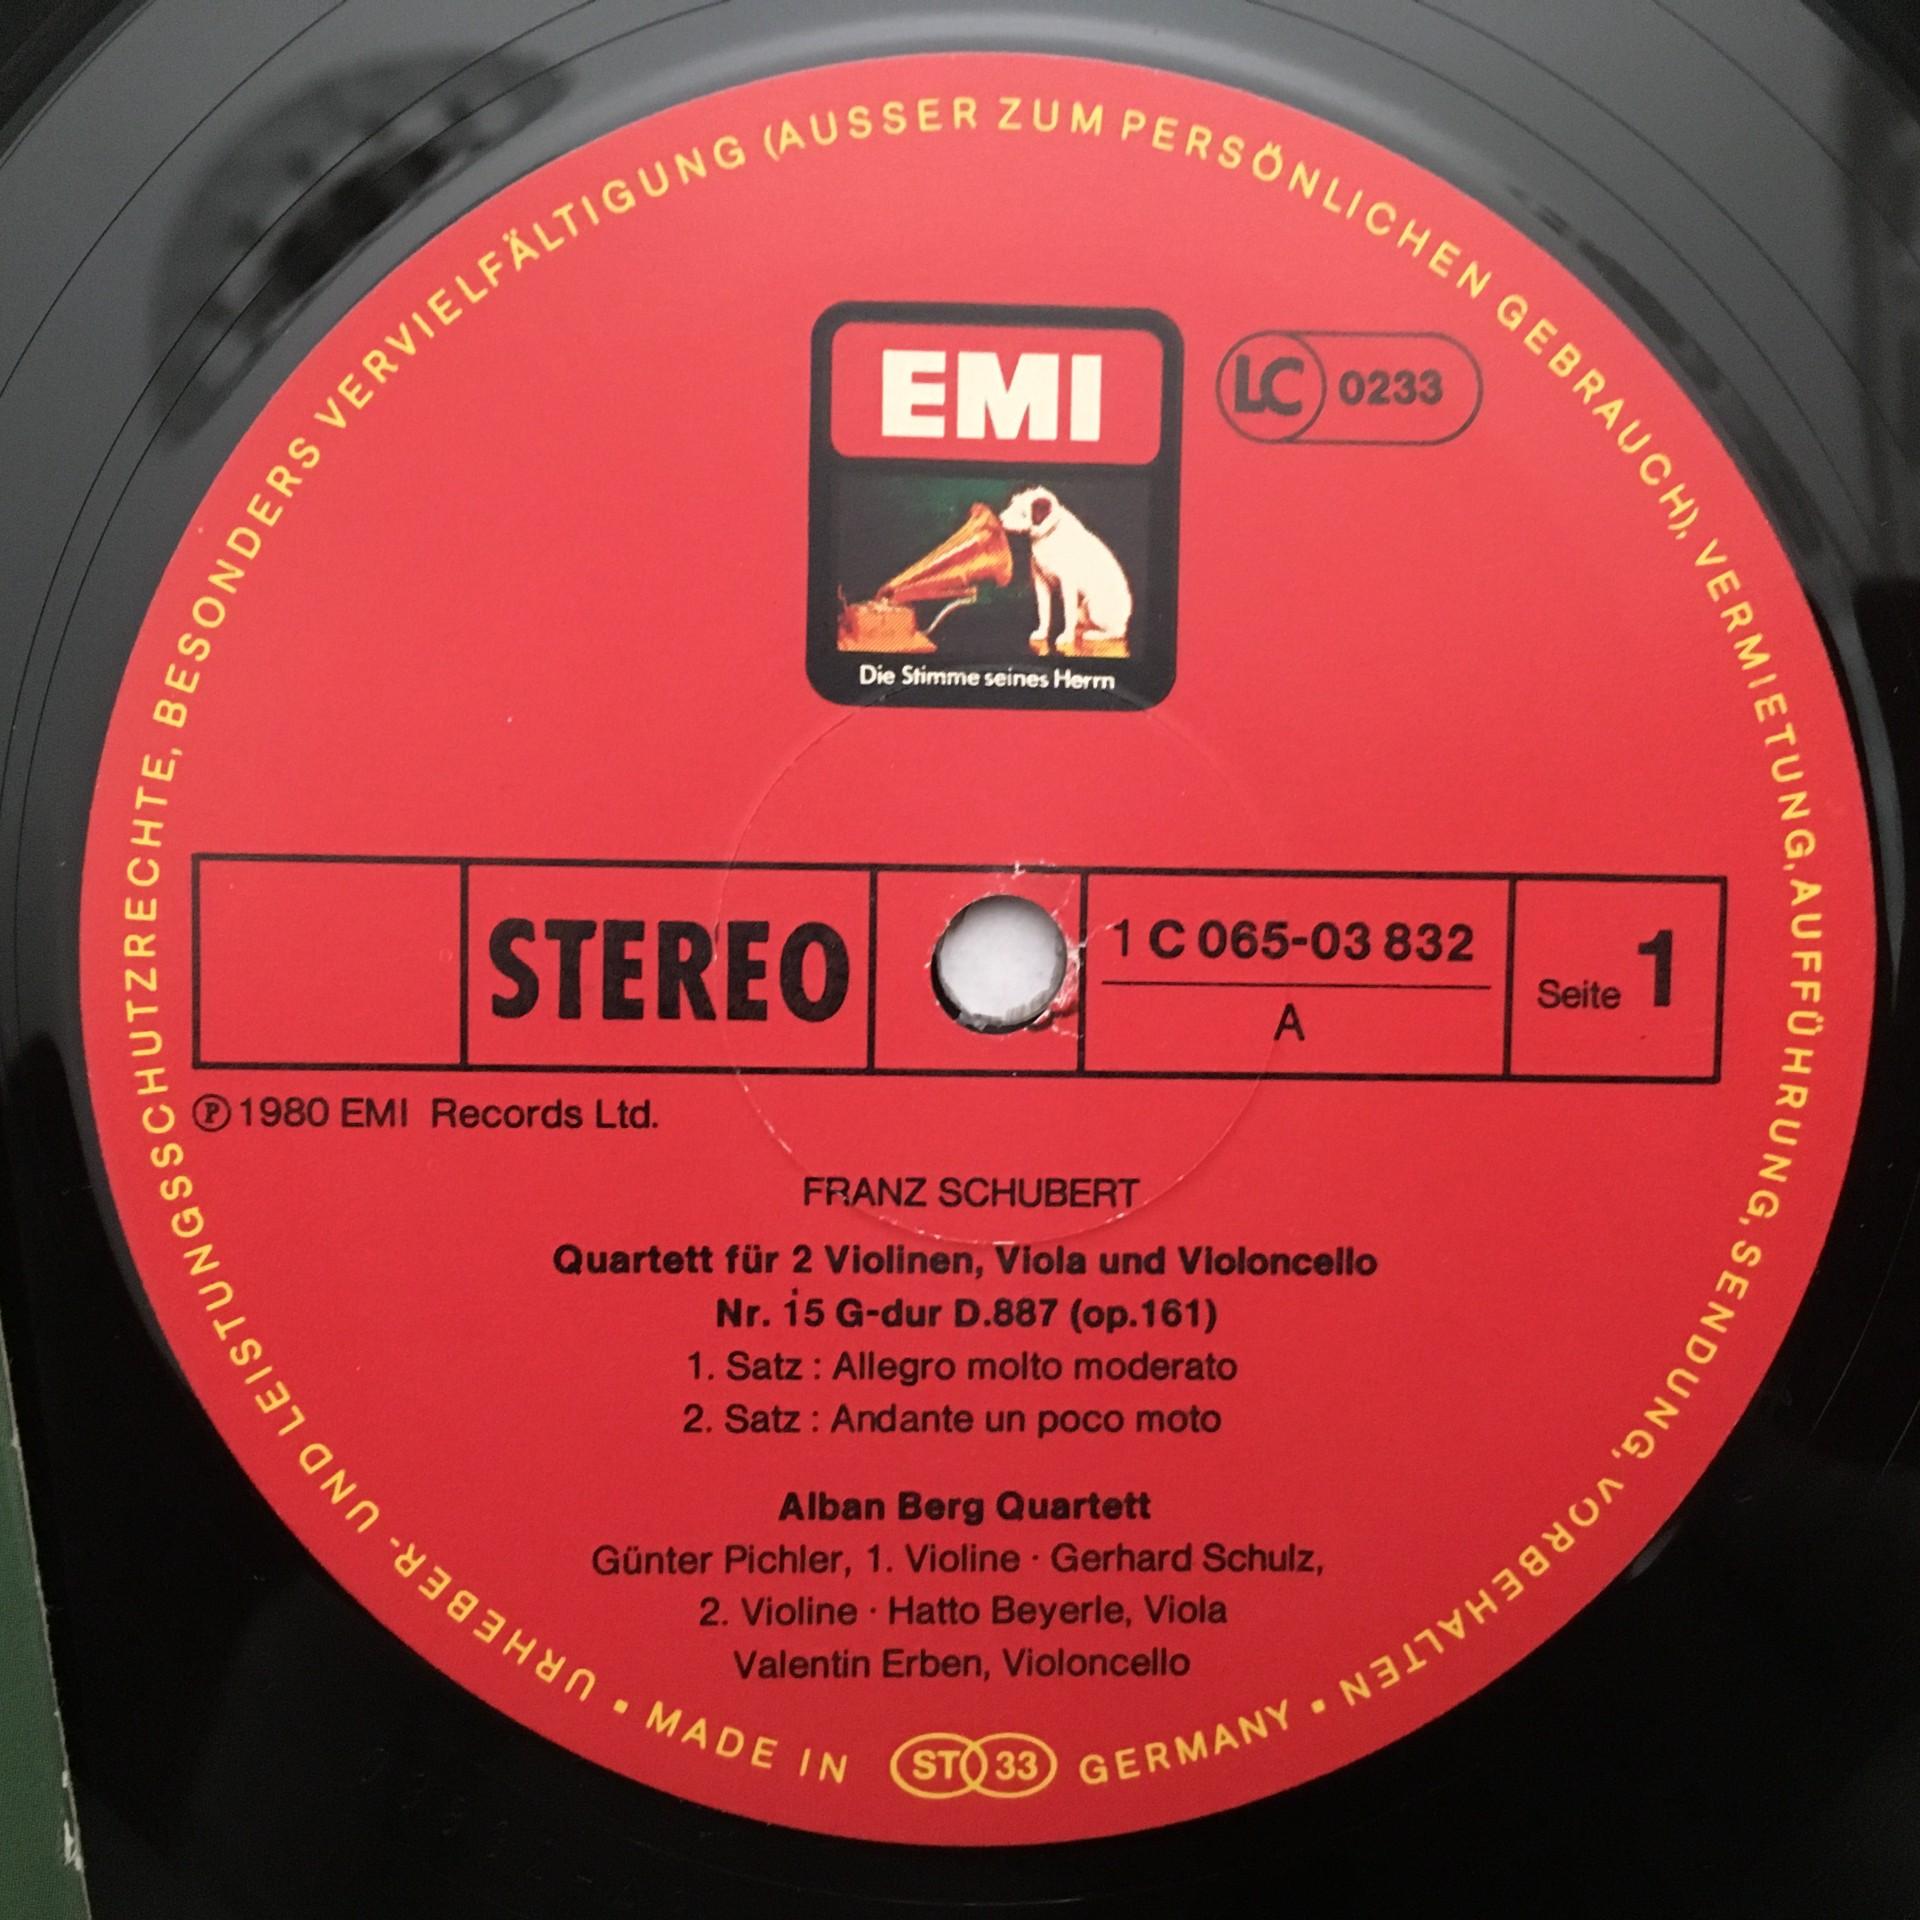 URHEBER- UND LEISTUNGSSCHUTZRECHTE, BESONDERS VERVIELFÄLTIGUNG (AUSSER ZUM PERSÖNLICHEN GEBRAUCH), VERMIETUNG, AUFFÜHRUNG, SENDUNG, VORBEHALTEN •
EMI
LC 0233
Die Stimme seines Herrn
STEREO
1 C 065-03 832
A
Seite 1
℗ 1980 EMI Records Ltd.
FRANZ SCHUBERT
Quartett für 2 Violinen, Viola und Violoncello
Nr. 15 G-dur D.887 (op.161)
1. Satz : Allegro molto moderato
2. Satz : Andante un poco moto
Alban Berg Quartett
Günter Pichler, 1. Violine · Gerhard Schulz,
2. Violine · Hatto Beyerle, Viola
Valentin Erben, Violoncello
• MADE IN ST 33 GERMANY